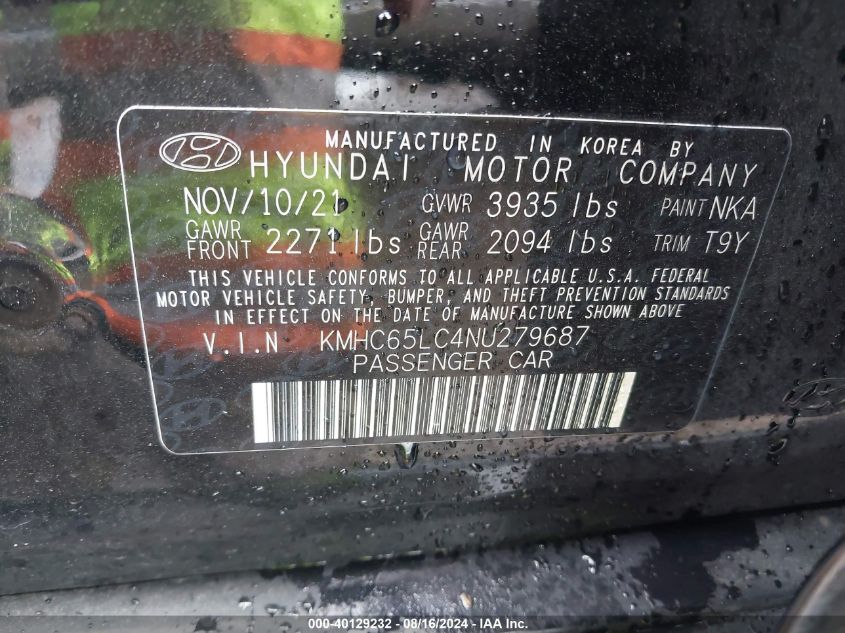 MANUFACTURED IN KOREA BY
HYUNDAI MOTOR COMPANY
NOV/10/21 GVWR 3935 lbs PAINT NKA
GAWR FRONT 2271 lbs GAWR REAR 2094 lbs TRIM T9Y
THIS VEHICLE CONFORMS TO ALL APPLICABLE U.S.A. FEDERAL
MOTOR VEHICLE SAFETY, BUMPER, AND THEFT PREVENTION STANDARDS
IN EFFECT ON THE DATE OF MANUFACTURE SHOWN ABOVE
V.I.N KMHC65LC4NU279687
PASSENGER CAR
000-40129232 - 08/16/2024 - IAA Inc.